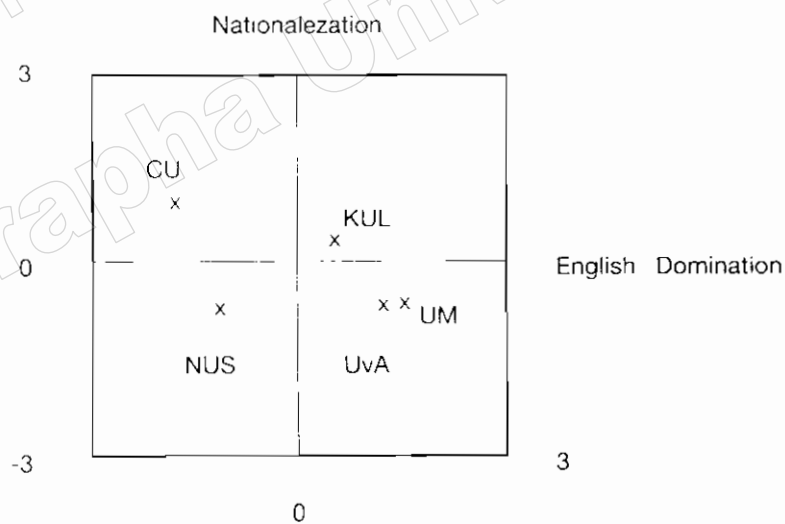 Nationalezation
3
CU
x
KUL
x
0
English Domination
x
x x
UM
NUS
UvA
-3
3
0